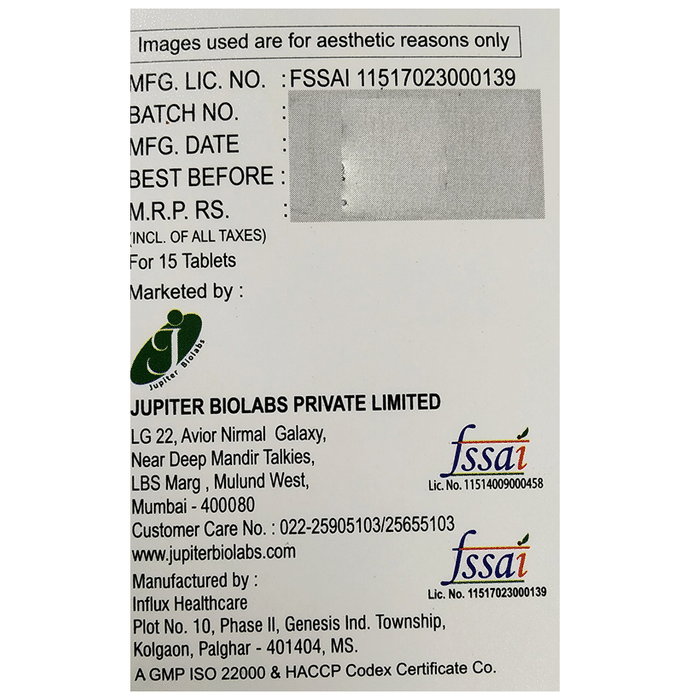 Images used are for aesthetic reasons only
MFG. LIC. NO. : FSSAI 11517023000139
BATCH NO. :
MFG. DATE :
BEST BEFORE :
M.R.P. RS. :
(INCL. OF ALL TAXES)
For 15 Tablets
Marketed by :
J
Jupiter Biolabs
JUPITER BIOLABS PRIVATE LIMITED
LG 22, Avior Nirmal Galaxy,
Near Deep Mandir Talkies,
LBS Marg , Mulund West,
Mumbai - 400080
fssai
Lic. No. 11514009000458
Customer Care No. : 022-25905103/25655103
www.jupiterbiolabs.com
fssai
Lic. No. 11517023000139
Manufactured by :
Influx Healthcare
Plot No. 10, Phase II, Genesis Ind. Township,
Kolgaon, Palghar - 401404, MS.
A GMP ISO 22000 & HACCP Codex Certificate Co.